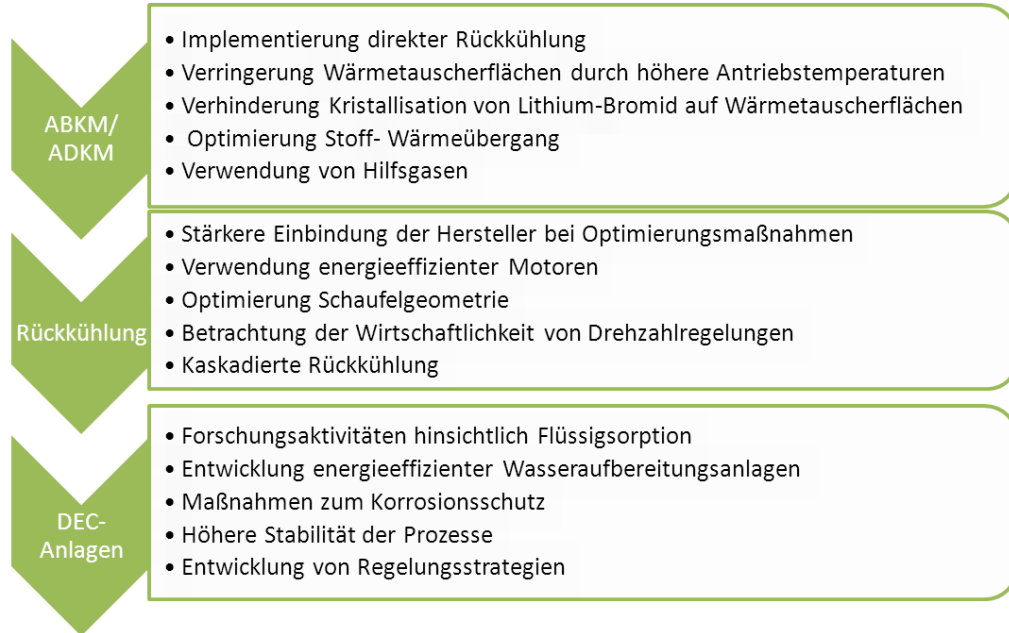 ABKM/
ADKM
• Implementierung direkter Rückkühlung
• Verringerung Wärmetauscherflächen durch höhere Antriebstemperaturen
• Verhinderung Kristallisation von Lithium-Bromid auf Wärmetauscherflächen
• Optimierung Stoff- Wärmeübergang
• Verwendung von Hilfsgasen
Rückkühlung
• Stärkere Einbindung der Hersteller bei Optimierungsmaßnahmen
• Verwendung energieeffizienter Motoren
• Optimierung Schaufelgeometrie
• Betrachtung der Wirtschaftlichkeit von Drehzahlregelungen
• Kaskadierte Rückkühlung
DEC-
Anlagen
• Forschungsaktivitäten hinsichtlich Flüssigsorption
• Entwicklung energieeffizienter Wasseraufbereitungsanlagen
• Maßnahmen zum Korrosionsschutz
• Höhere Stabilität der Prozesse
• Entwicklung von Regelungsstrategien